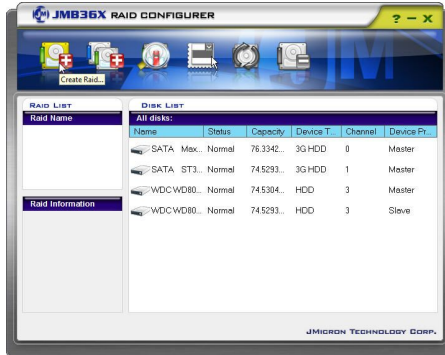 JMB36X RAID CONFIGURER
? – X
Create Raid...
RAID LIST
Raid Name
Raid Information
DISK LIST
All disks:
Name Status Capacity Device T... Channel Device Pr...
SATA Max... Normal 76.3342... 3G HDD 0 Master
SATA ST3... Normal 74.5293... 3G HDD 1 Master
WDC WD80... Normal 74.5304... HDD 3 Master
WDC WD80... Normal 74.5293... HDD 3 Slave
JMICRON TECHNOLOGY CORP.